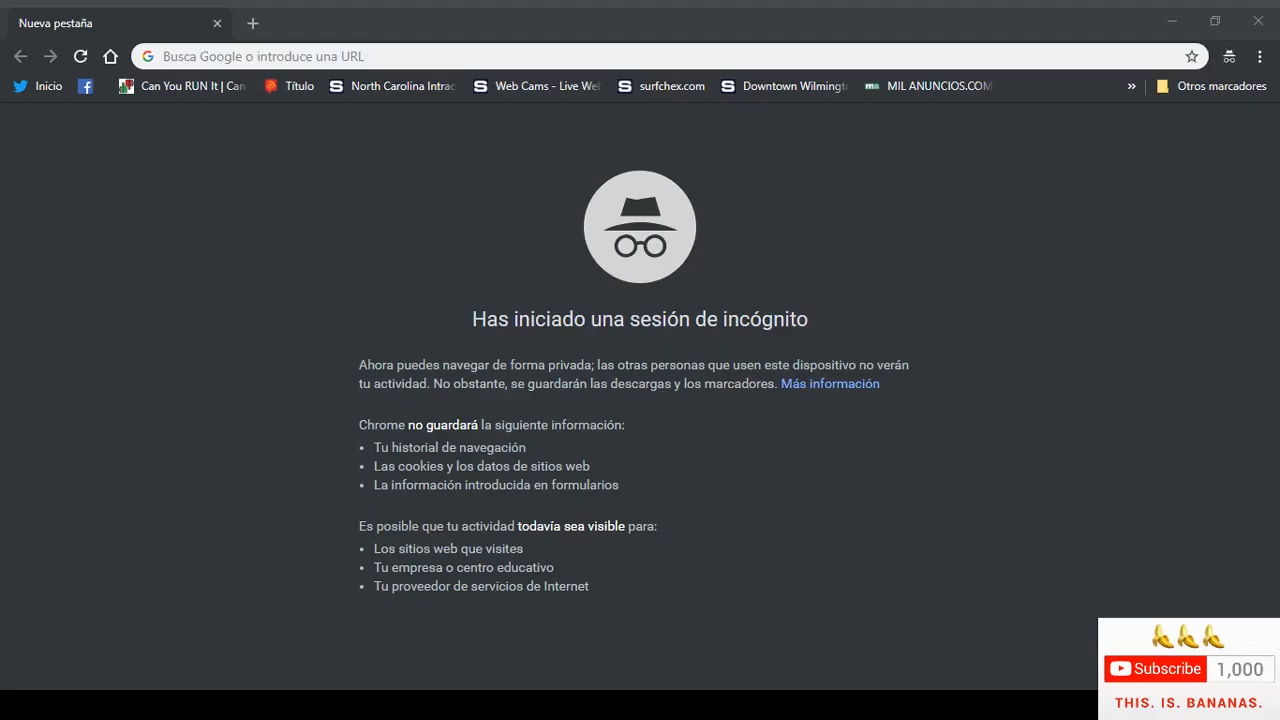 Nueva pestaña
Busca Google o introduce una URL
Inicio
Can You RUN It | Can
Título
North Carolina Intrac
Web Cams - Live We
surfchex.com
Downtown Wilmingt
MIL ANUNCIOS.COM
»
Otros marcadores
Has iniciado una sesión de incógnito
Ahora puedes navegar de forma privada; las otras personas que usen este dispositivo no verán
tu actividad. No obstante, se guardarán las descargas y los marcadores. Más información
Chrome no guardará la siguiente información:
• Tu historial de navegación
• Las cookies y los datos de sitios web
• La información introducida en formularios
Es posible que tu actividad todavía sea visible para:
• Los sitios web que visites
• Tu empresa o centro educativo
• Tu proveedor de servicios de Internet
Subscribe 1,000
THIS. IS. BANANAS.